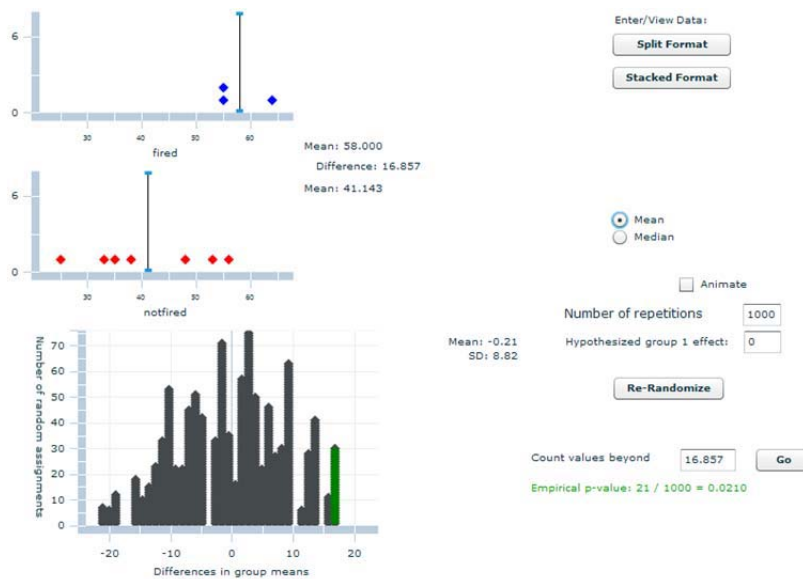 6
0
30
40
50
60
fired
Enter/View Data:
Split Format
Stacked Format
Mean: 58.000
Difference: 16.857
Mean: 41.143
6
0
30
40
50
60
notfired
Mean
Median
Animate
Number of repetitions 1000
Hypothesized group 1 effect: 0
Mean: -0.21
SD: 8.82
Re-Randomize
Count values beyond 16.857 Go
Empirical p-value: 21 / 1000 = 0.0210
Number of random assignments
70
60
50
40
30
20
10
0
-20
-10
0
10
20
Differences in group means